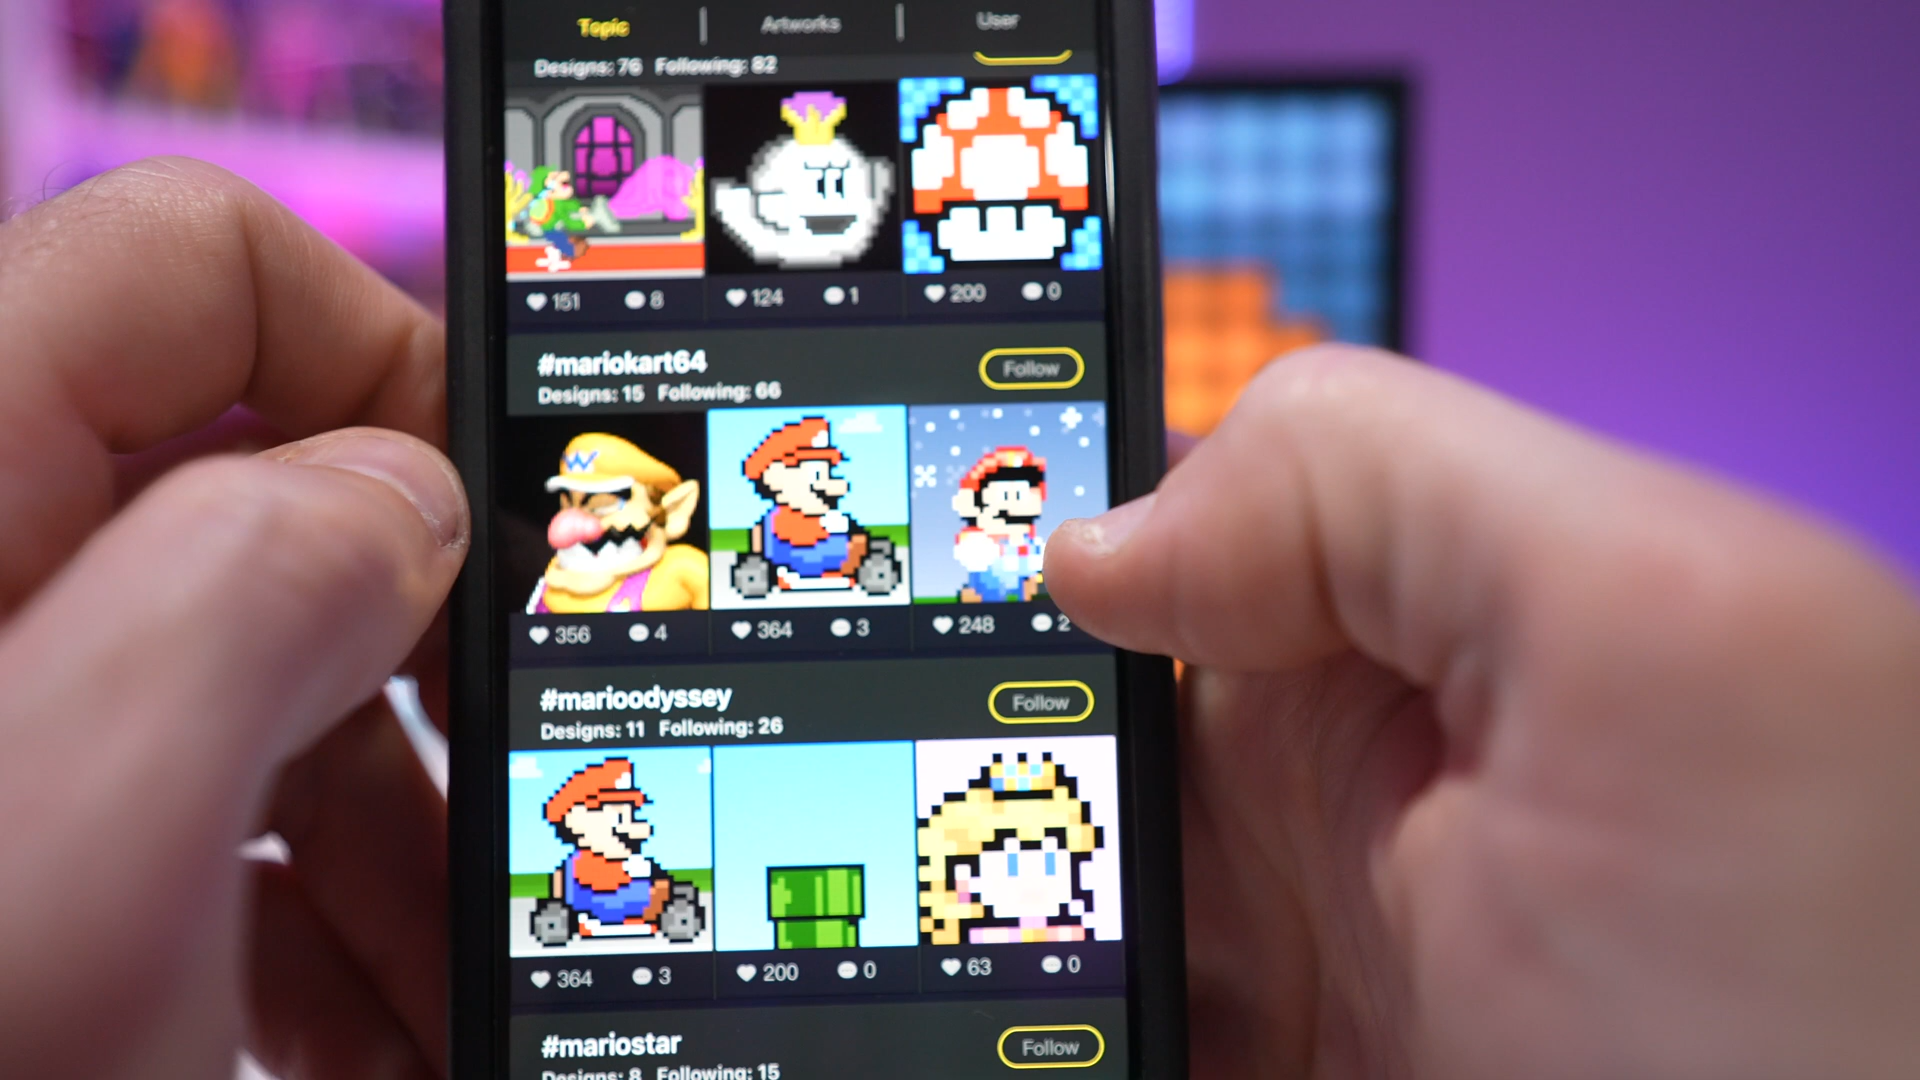 Topic Artworks User
Designs: 76 Following: 82
151 8 124 1 200 0
#mariokart64 Follow
Designs: 15 Following: 66
W
356 4 364 3 248 2
#marioodyssey Follow
Designs: 11 Following: 26
364 3 200 0 63 0
#mariostar Follow
Designs: 8 Following: 15